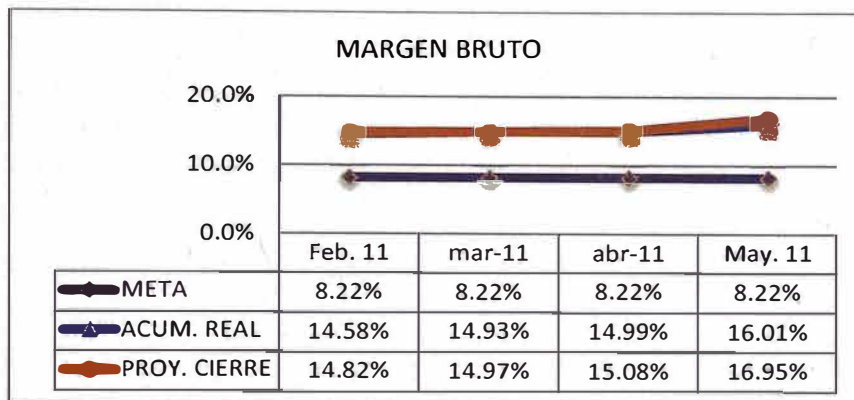 MARGEN BRUTO
20.0%
10.0%
0.0%
Feb. 11 mar-11 abr-11 May. 11
META 8.22% 8.22% 8.22% 8.22%
ACUM. REAL 14.58% 14.93% 14.99% 16.01%
PROY. CIERRE 14.82% 14.97% 15.08% 16.95%